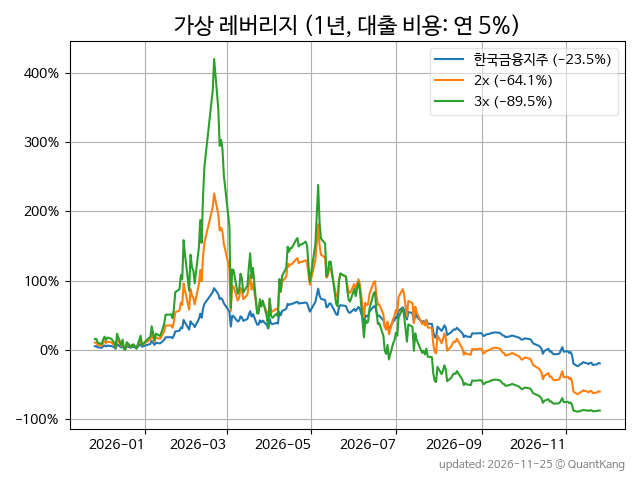 가상 레버리지 (1년, 대출 비용: 연 5%)
한국금융지주 (-23.5%)
2x (-64.1%)
3x (-89.5%)
400%
300%
200%
100%
0%
−100%
2026-01
2026-03
2026-05
2026-07
2026-09
2026-11
updated: 2026-11-25 © QuantKang